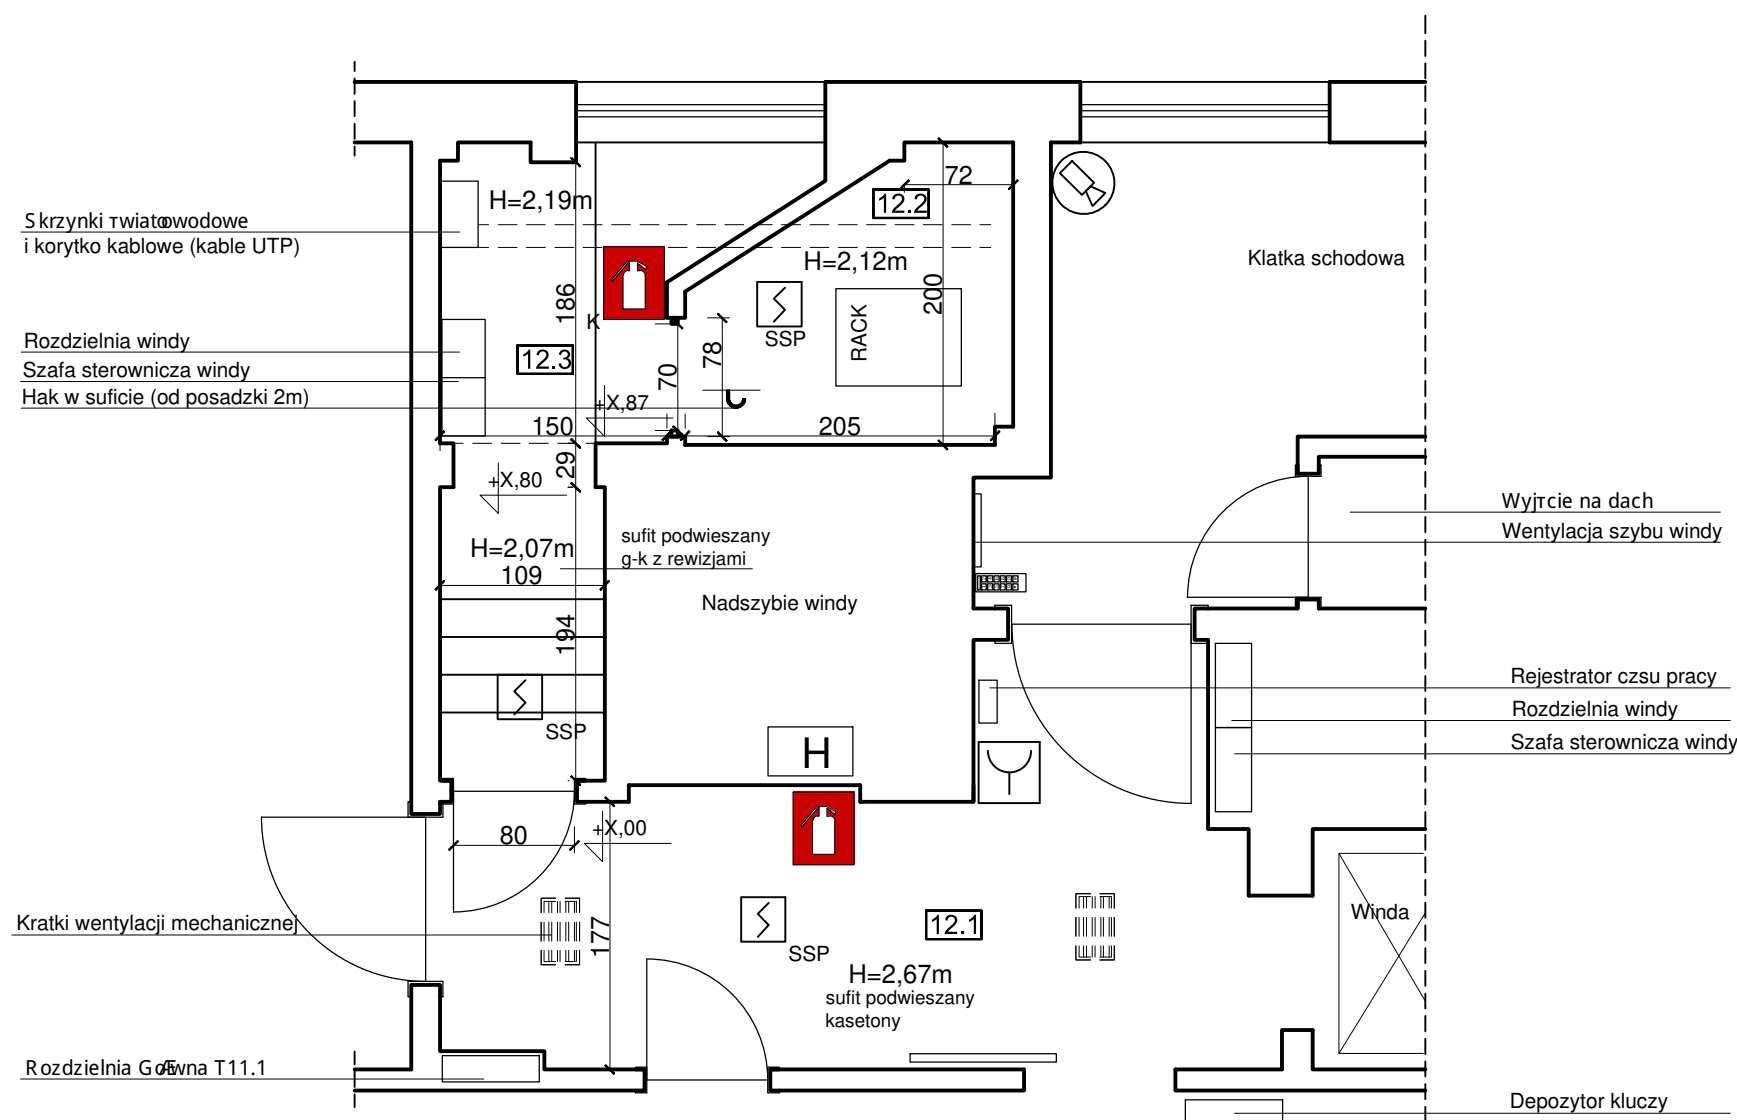 H=2,19m
72
12.2
Skrzynki тwiatłowodowe
i korytko kablowe (kable UTP)
H=2,12m
Klatka schodowa
186
200
K
SSP
RACK
Rozdzielnia windy
12.3
78
Szafa sterownicza windy
70
Hak w suficie (od posadzki 2m)
+X,87
150
205
29
+X,80
Wyjтcie na dach
sufit podwieszany
g-k z rewizjami
Wentylacja szybu windy
H=2,07m
109
Nadszybie windy
194
Rejestrator czsu pracy
Rozdzielnia windy
SSP
Szafa sterownicza windy
H
80
+X,00
Kratki wentylacji mechanicznej
177
12.1
Winda
SSP
H=2,67m
sufit podwieszany
kasetony
T11.1
Depozytor kluczy